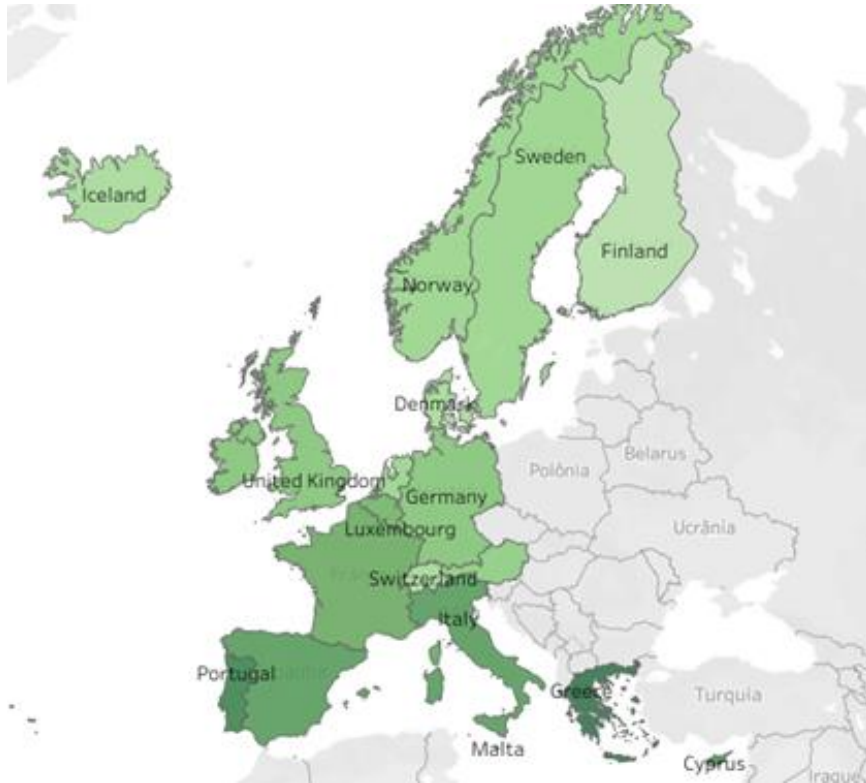 Sweden
Iceland
Finland
Norway
Denmark
Belarus
Polônia
United Kingdom
Germany
Ucrânia
Luxembourg
Switzerland
Italy
Portugal
Greece
Turquia
Malta
Cyprus
Iraque